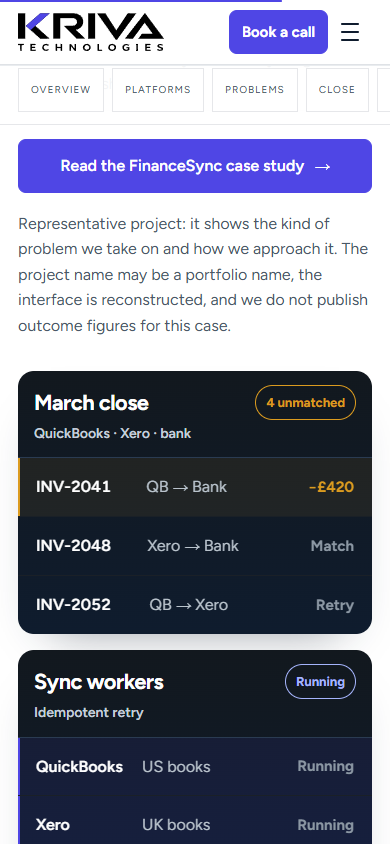 KRIVA
TECHNOLOGIES
Book a call
OVERVIEW
PLATFORMS
PROBLEMS
CLOSE
Read the FinanceSync case study →
Representative project: it shows the kind of
problem we take on and how we approach it. The
project name may be a portfolio name, the
interface is reconstructed, and we do not publish
outcome figures for this case.
March close
4 unmatched
QuickBooks · Xero · bank
INV-2041 QB → Bank -£420
INV-2048 Xero → Bank Match
INV-2052 QB → Xero Retry
Sync workers
Running
Idempotent retry
QuickBooks US books Running
Xero UK books Running